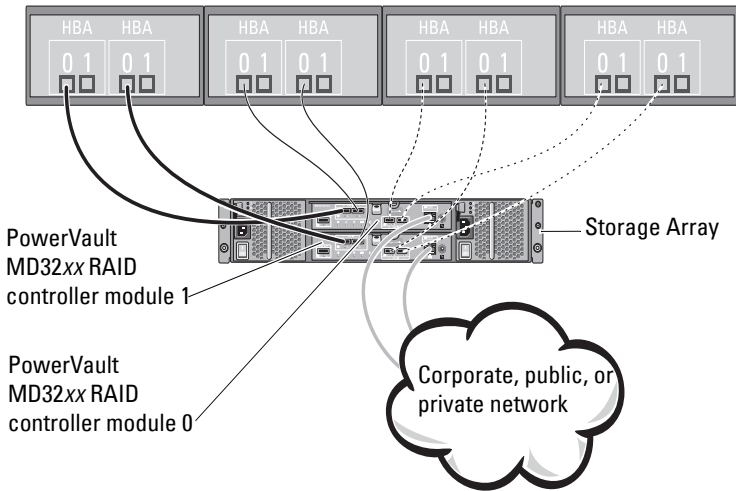 HBA HBA HBA HBA HBA HBA HBA HBA
0 1 0 1 0 1 0 1 0 1 0 1 0 1 0 1
Storage Array
PowerVault
MD32xx RAID
controller module 1
PowerVault
MD32xx RAID
controller module 0
Corporate, public, or
private network